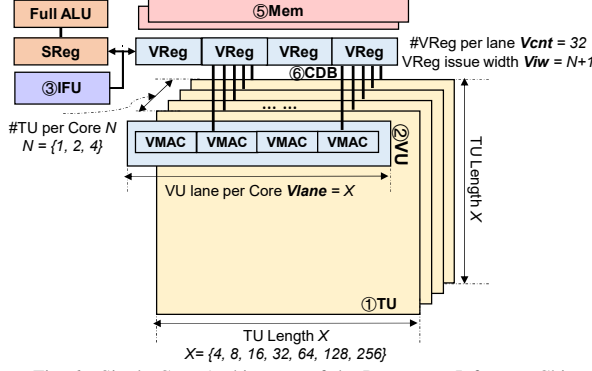 Full ALU
⑤Mem
SReg
VReg VReg VReg VReg
#VReg per lane Vcnt = 32
VReg issue width Viw = N+1
③IFU
⑥CDB
#TU per Core N
N = {1, 2, 4}
... ...
②VU
VMAC VMAC VMAC VMAC
VU lane per Core Vlane = X
TU Length X
①TU
TU Length X
X= {4, 8, 16, 32, 64, 128, 256}